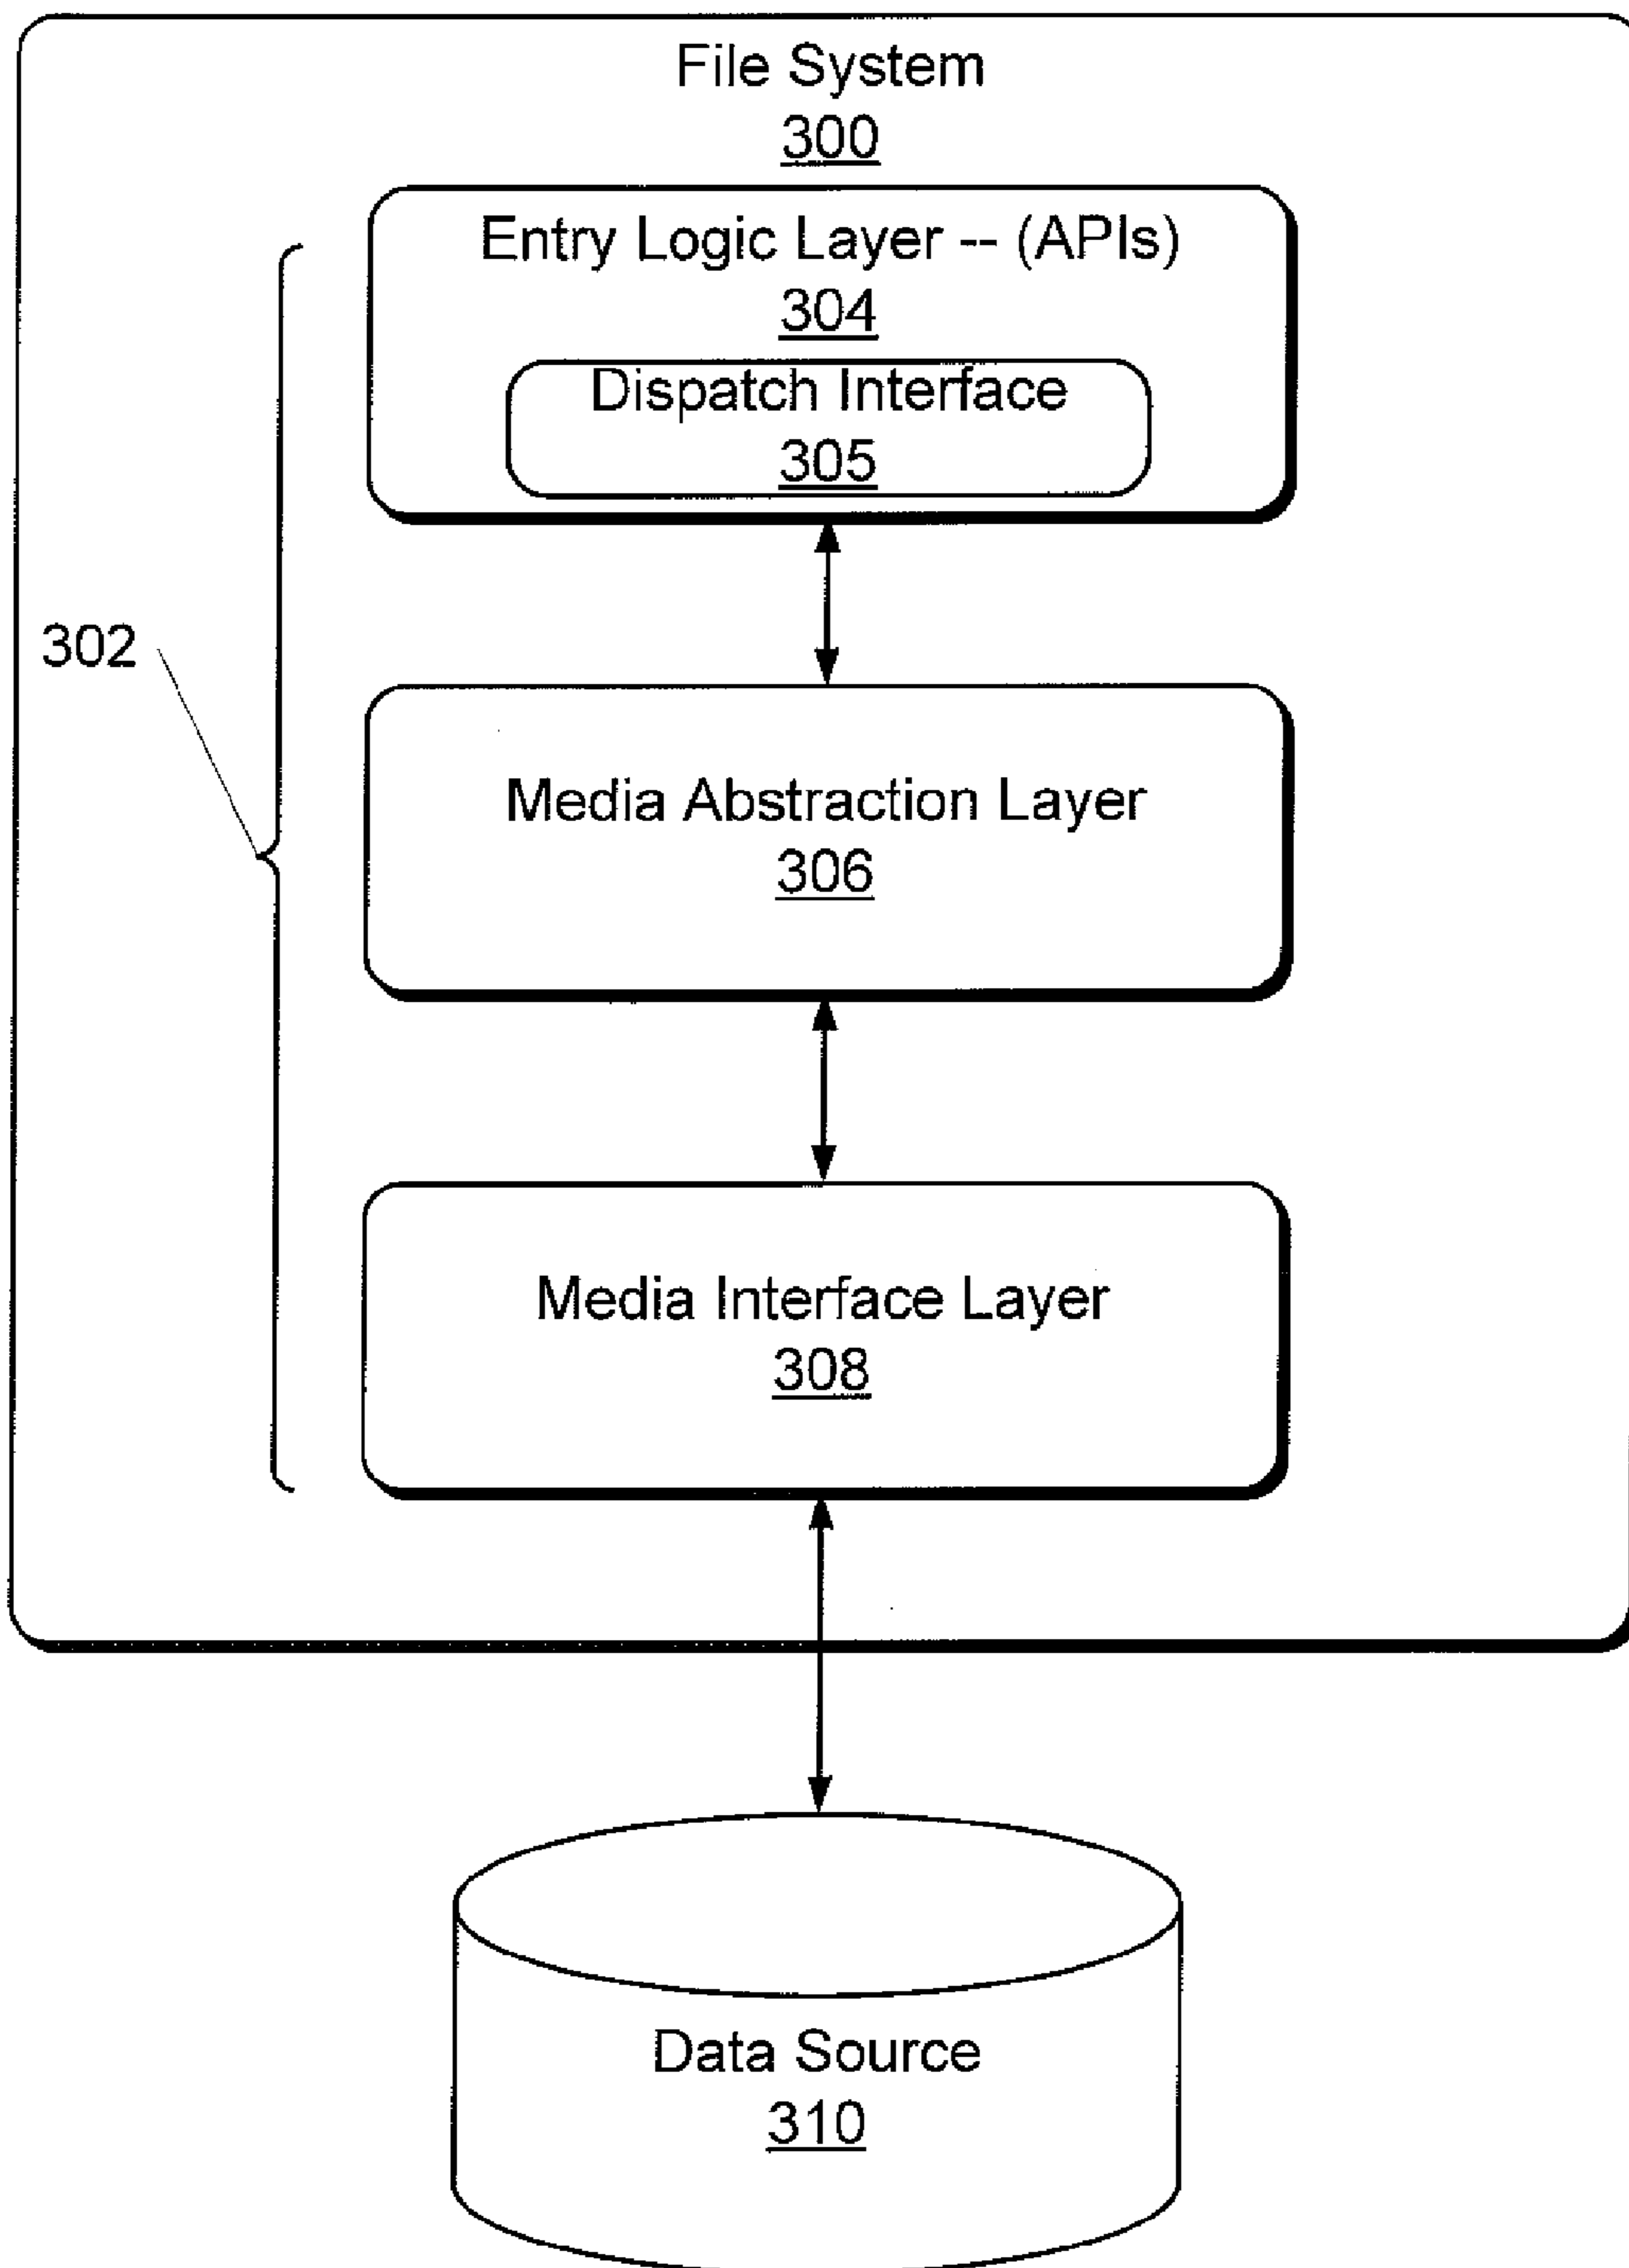 File System
300
Entry Logic Layer -- (APIs)
304
Dispatch Interface
305
302
Media Abstraction Layer
306
Media Interface Layer
308
Data Source
310